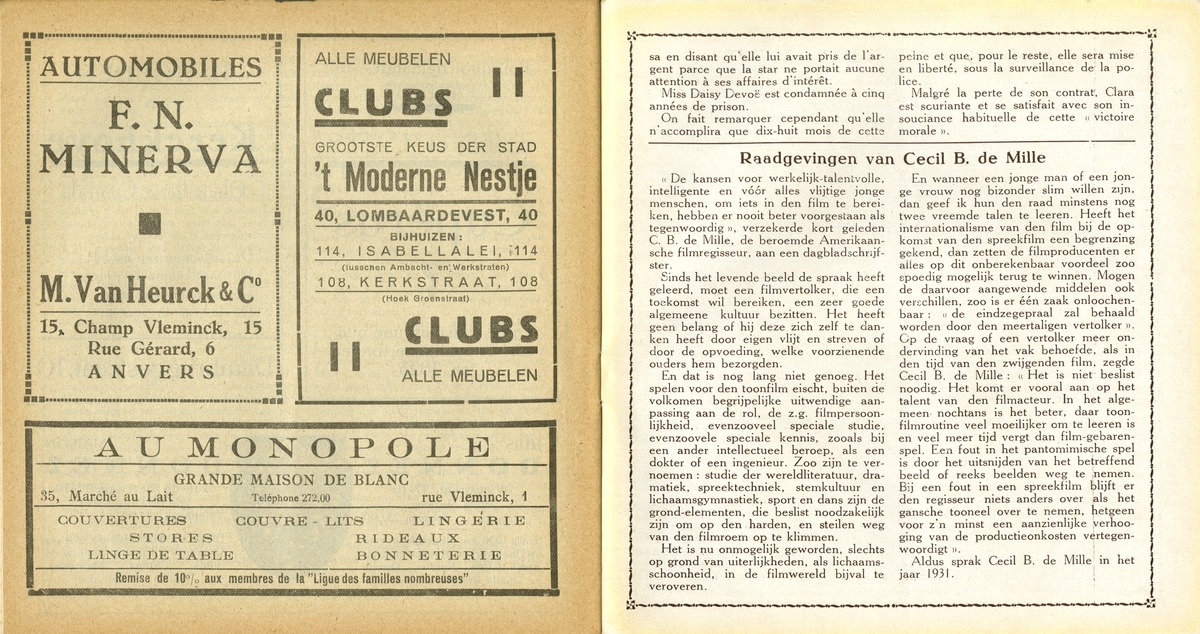 AUTOMOBILES
F. N.
MINERVA
M. Van Heurck & Cº
15, Champ Vleminck, 15
Rue Gérard, 6
ANVERS
ALLE MEUBELEN
CLUBS
GROOTSTE KEUS DER STAD
't Moderne Nestje
40, LOMBAARDEVEST, 40
BIJHUIZEN :
114, ISABELLALEI, 114
(tusschen Ambacht- en Werkstraten)
108, KERKSTRAAT, 108
(Hoek Groenstraat)
CLUBS
ALLE MEUBELEN
AU MONOPOLE
GRANDE MAISON DE BLANC
35, Marché au Lait Téléphone 272,00 rue Vleminck, 1
COUVERTURES COUVRE - LITS LINGÉRIE
STORES RIDEAUX
LINGE DE TABLE BONNETERIE
Remise de 10% aux membres de la "Ligue des familles nombreuses"
sa en disant qu'elle lui avait pris de l'ar-
gent parce que la star ne portait aucune
attention à ses affaires d'intérêt.
Miss Daisy Devoë est condamnée à cinq
années de prison.
On fait remarquer cependant qu'elle
n'accomplira que dix-huit mois de cette
peine et que, pour le reste, elle sera mise
en liberté, sous la surveillance de la po-
lice.
Malgré la perte de son contrat, Clara
est scuriante et se satisfait avec son in-
souciance habituelle de cette « victoire
morale ».
Raadgevingen van Cecil B. de Mille
« De kansen voor werkelijk-talentvolle,
intelligente en vóór alles vlijtige jonge
menschen, om iets in den film te berei-
ken, hebben er nooit beter voorgestaan als
tegenwoordig », verzekerde kort geleden
C. B. de Mille, de beroemde Amerikaan-
sche filmregisseur, aan een dagbladschrijf-
ster.
Sinds het levende beeld de spraak heeft
geleerd, moet een filmvertolker, die een
toekomst wil bereiken, een zeer goede
algemeene kultuur bezitten. Het heeft
geen belang of hij deze zich zelf te dan-
ken heeft door eigen vlijt en streven of
door de opvoeding, welke voorzienende
ouders hem bezorgden.
En dat is nog lang niet genoeg. Het
spelen voor den toonfilm eischt, buiten de
volkomen begrijpelijke uitwendige aan-
passing aan de rol, de z.g. filmpersoon-
lijkheid, evenzooveel speciale studie,
evenzoovele speciale kennis, zooals bij
een ander intellectueel beroep, als een
dokter of een ingenieur. Zoo zijn te ver-
noemen : studie der wereldliteratuur, dra-
matiek, spreektechniek, stemkultuur en
lichaamsgymnastiek, sport en dans zijn de
grond-elementen, die beslist noodzakelijk
zijn om op den harden, en steilen weg
van den filmroem op te klimmen.
Het is nu onmogelijk geworden, slechts
op grond van uiterlijkheden, als lichaams-
schoonheid, in de filmwereld bijval te
veroveren.
En wanneer een jonge man of een jon-
ge vrouw nog bizonder slim willen zijn,
dan geef ik hun den raad minstens nog
twee vreemde talen te leeren. Heeft het
internationalisme van den film bij de op-
komst van den spreekfilm een begrenzing
gekend, dan zetten de filmproducenten er
alles op dit onberekenbaar voordeel zoo
spoedig mogelijk terug te winnen. Mogen
de daarvoor aangewende middelen ook
verschillen, zoo is er één zaak onloochen-
baar : « de eindzegepraal zal behaald
worden door den meertaligen vertolker ».
Op de vraag of een vertolker meer on-
dervinding van het vak behoefde, als in
den tijd van den zwijgenden film, zegde
Cecil B. de Mille : « Het is niet beslist
noodig. Het komt er vooral aan op het
talent van den filmacteur. In het alge-
meen nochtans is het beter, daar toon-
filmroutine veel moeilijker om te leeren is
en veel meer tijd vergt dan film-gebaren-
spel. Een fout in het pantomimische spel
is door het uitsnijden van het betreffend
beeld of reeks beelden weg te nemen.
Bij een fout in een spreekfilm blijft er
den regisseur niets anders over als het
gansche tooneel over te nemen, hetgeen
voor z'n minst een aanzienlijke verhoo-
ging van de productieonkosten vertegen-
woordigt ».
Aldus sprak Cecil B. de Mille in het
jaar 1931.